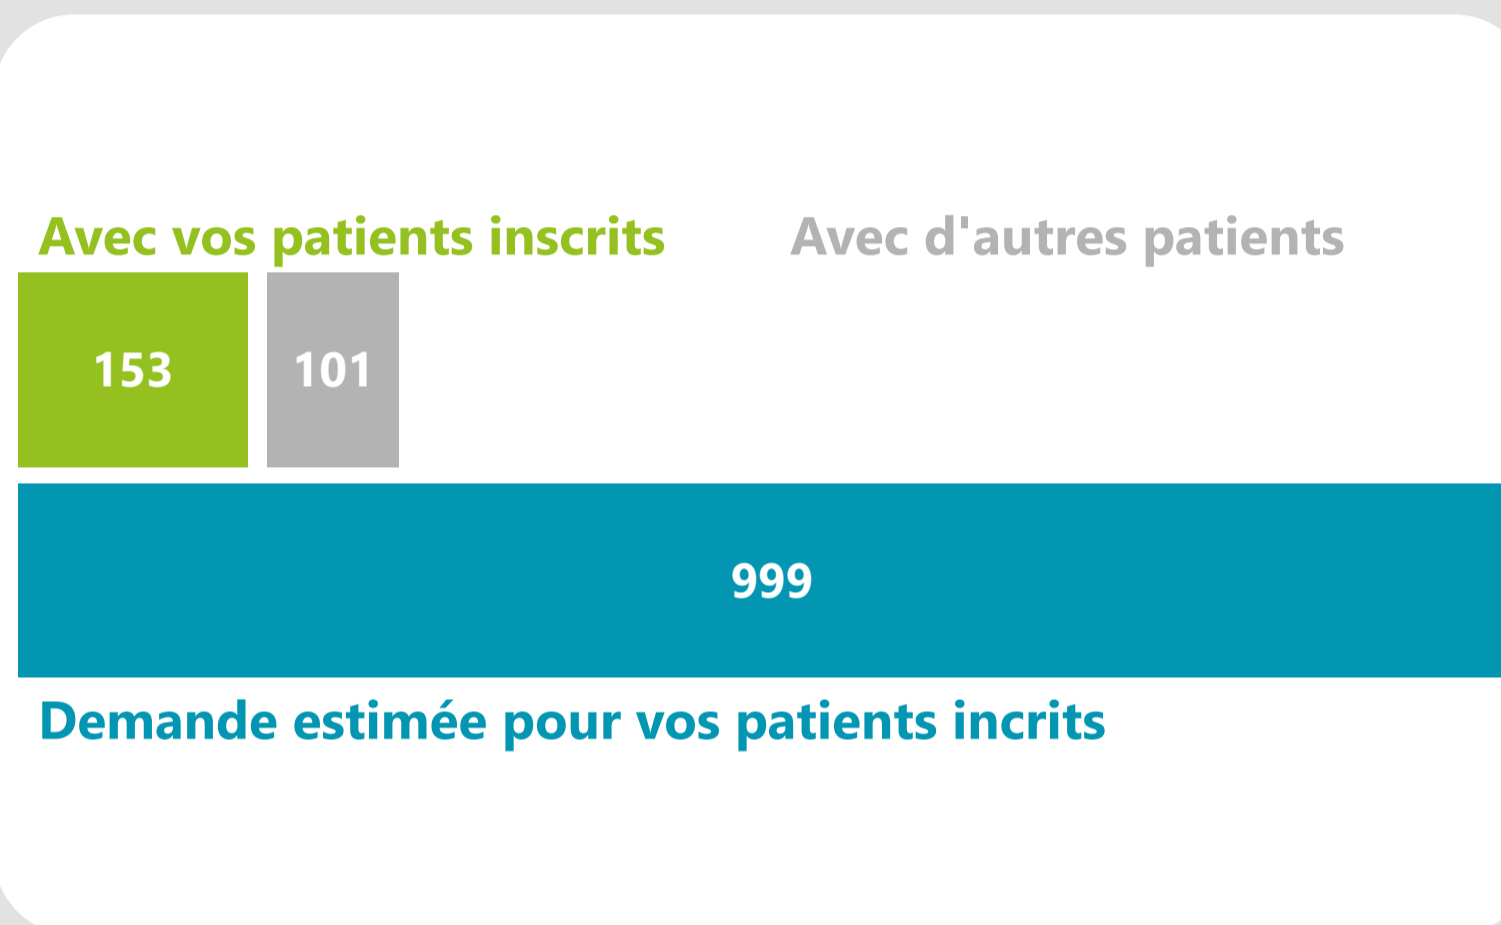 Avec vos patients inscrits
Avec d'autres patients
153
101
999
Demande estimée pour vos patients incrits